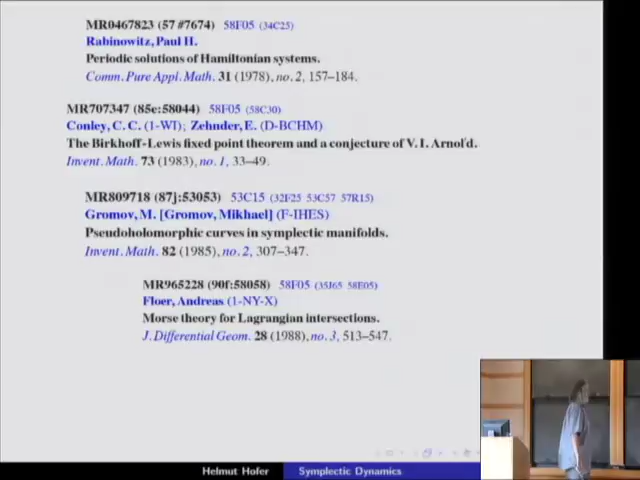 MR0467823 (57 #7674) 58F05 (34C25)
Rabinowitz, Paul H.
Periodic solutions of Hamiltonian systems.
Comm. Pure Appl. Math. 31 (1978), no. 2, 157–184.
MR707347 (85e:58044) 58F05 (58C30)
Conley, C. C. (1-WI); Zehnder, E. (D-BCHM)
The Birkhoff-Lewis fixed point theorem and a conjecture of V. I. Arnol'd.
Invent. Math. 73 (1983), no. 1, 33–49.
MR809718 (87j:53053) 53C15 (32F25 53C57 57R15)
Gromov, M. [Gromov, Mikhael] (F-IHES)
Pseudoholomorphic curves in symplectic manifolds.
Invent. Math. 82 (1985), no. 2, 307–347.
MR965228 (90f:58058) 58F05 (35J65 58E05)
Floer, Andreas (1-NY-X)
Morse theory for Lagrangian intersections.
J. Differential Geom. 28 (1988), no. 3, 513–547.
Helmut Hofer Symplectic Dynamics